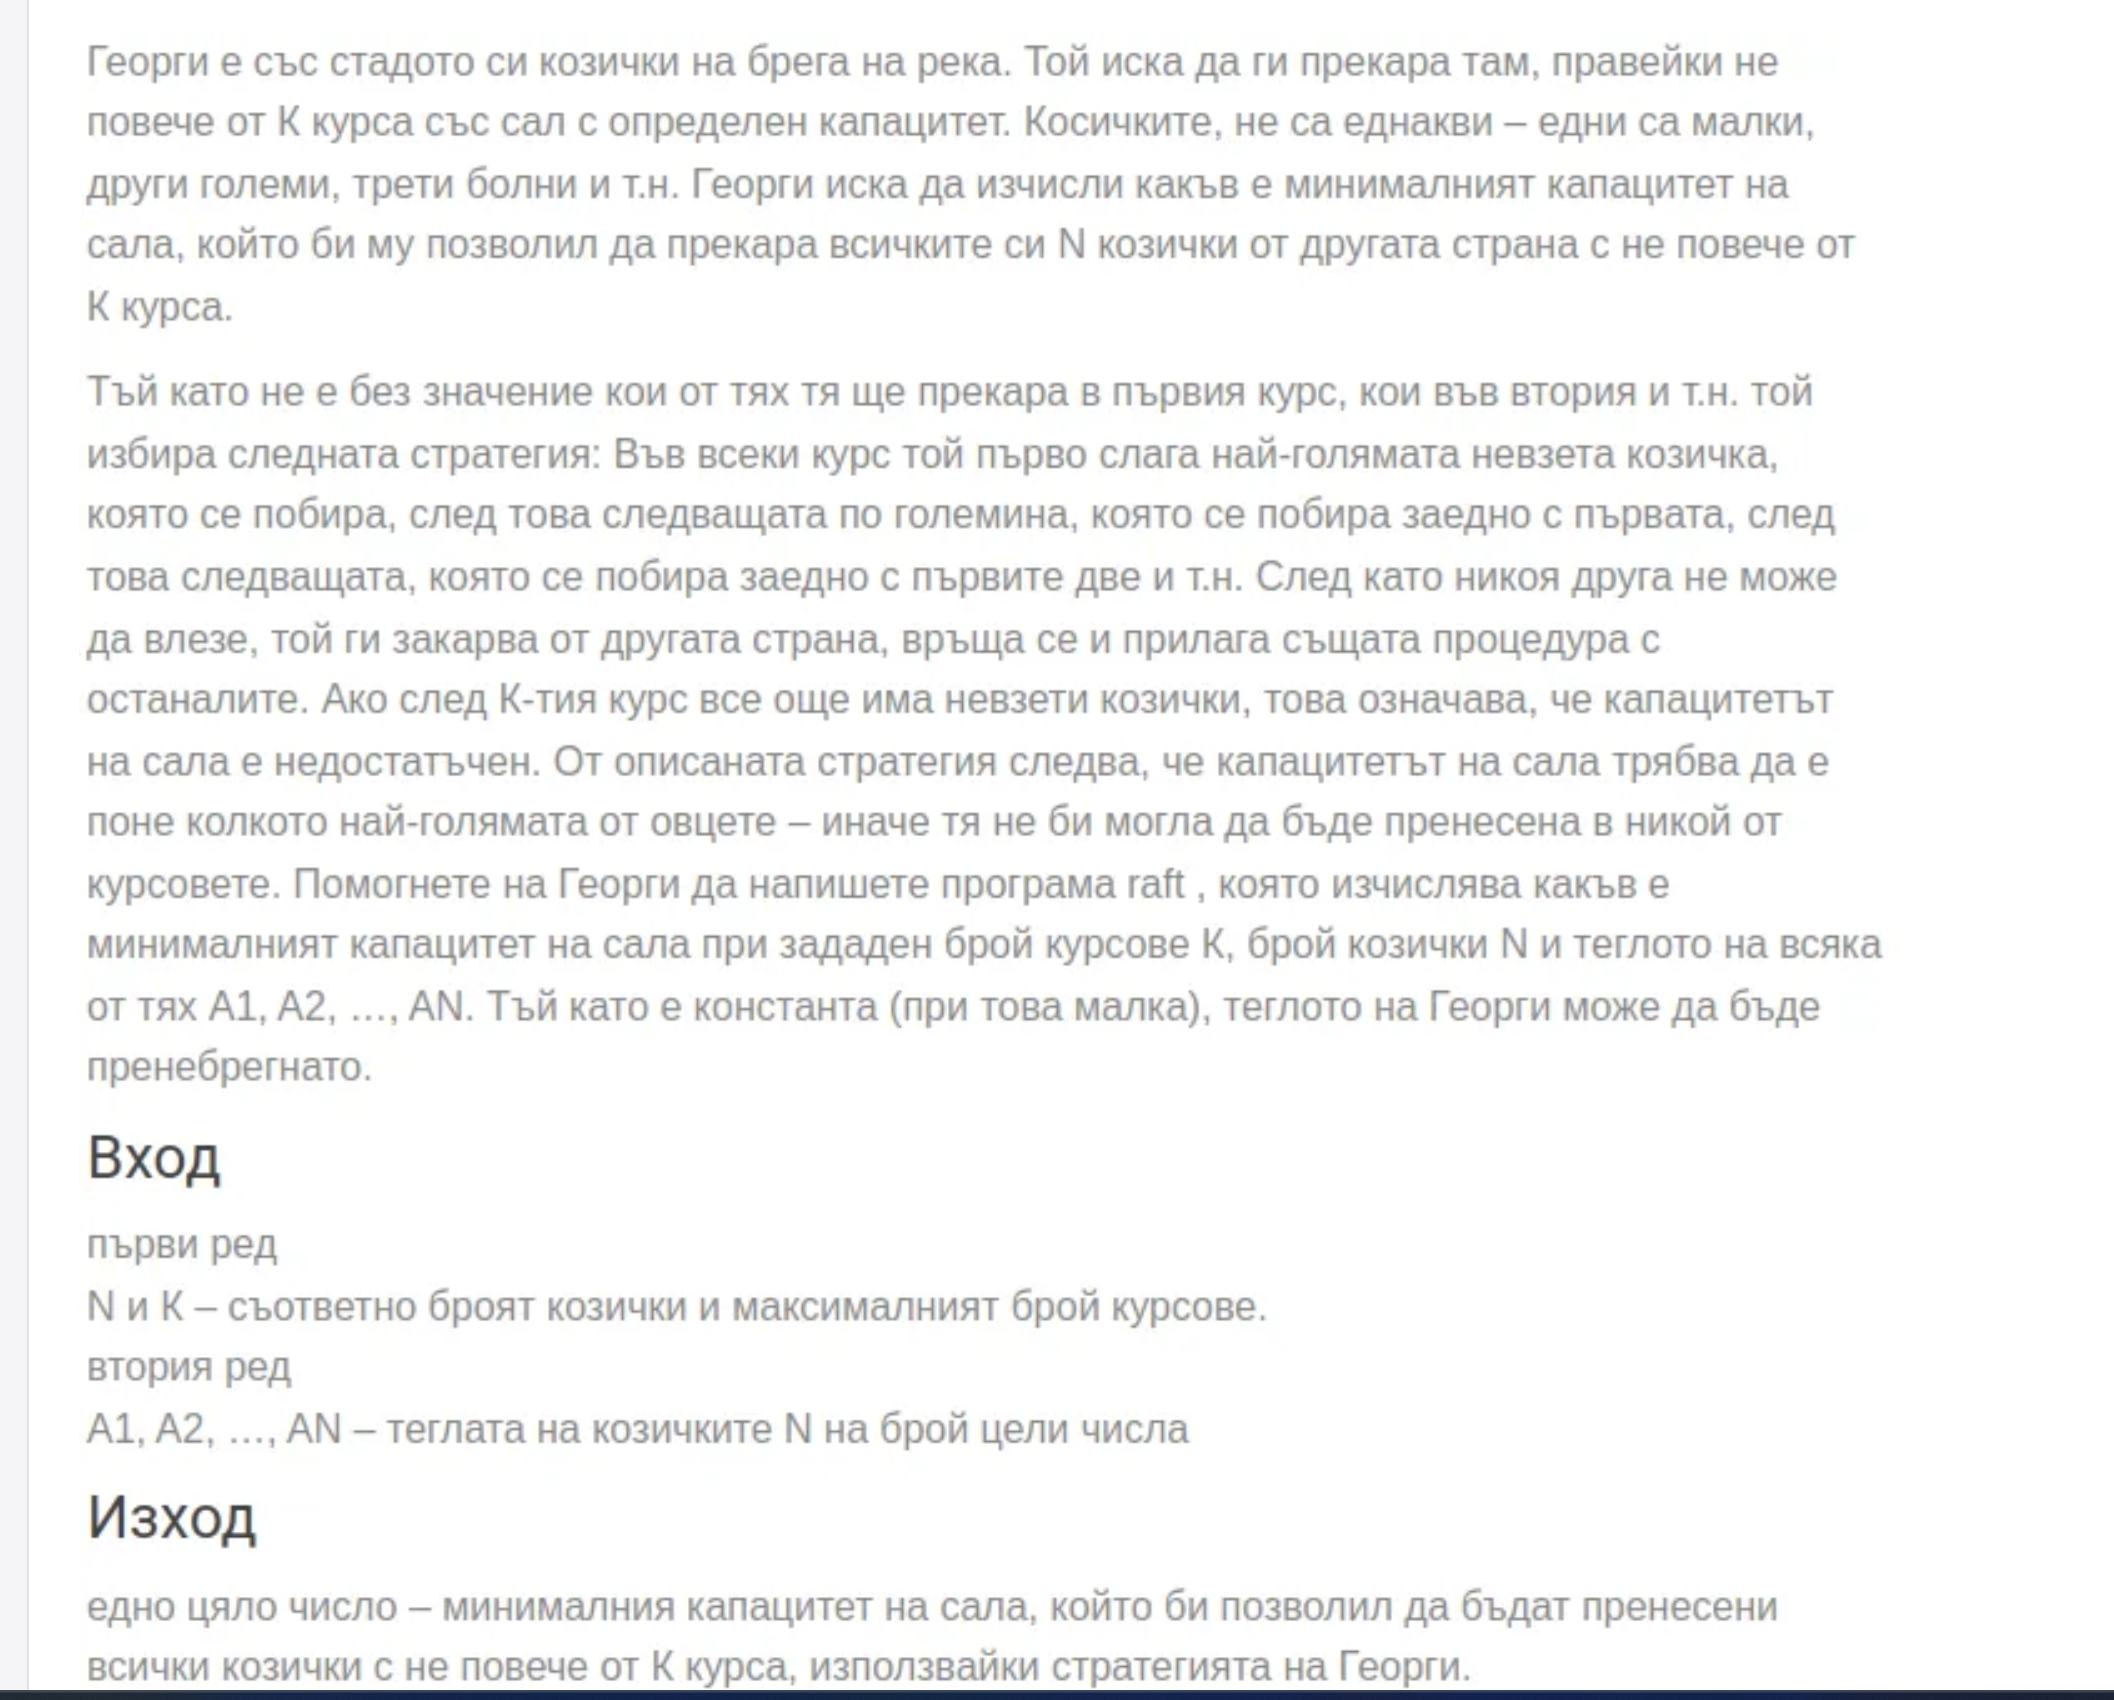 Георги е със стадото си козички на брега на река. Той иска да ги прекара там, правейки не
повече от К курса със сал с определен капацитет. Косичките, не са еднакви – едни са малки,
други големи, трети болни и т.н. Георги иска да изчисли какъв е минималният капацитет на
сала, който би му позволил да прекара всичките си N козички от другата страна с не повече от
К курса.
Тъй като не е без значение кои от тях тя ще прекара в първия курс, кои във втория и т.н. той
избира следната стратегия: Във всеки курс той първо слага най-голямата невзета козичка,
която се побира, след това следващата по големина, която се побира заедно с първата, след
това следващата, която се побира заедно с първите две и т.н. След като никоя друга не може
да влезе, той ги закарва от другата страна, връща се и прилага същата процедура с
останалите. Ако след К-тия курс все още има невзети козички, това означава, че капацитетът
на сала е недостатъчен. От описаната стратегия следва, че капацитетът на сала трябва да е
поне колкото най-голямата от овцете – иначе тя не би могла да бъде пренесена в никой от
курсовете. Помогнете на Георги да напишете програма raft , която изчислява какъв е
минималният капацитет на сала при зададен брой курсове К, брой козички N и теглото на всяка
от тях A1, A2, …, AN. Тъй като е константа (при това малка), теглото на Георги може да бъде
пренебрегнато.
Вход
първи ред
N и К – съответно броят козички и максималният брой курсове.
втория ред
A1, A2, …, AN – теглата на козичките N на брой цели числа
Изход
едно цяло число – минималния капацитет на сала, който би позволил да бъдат пренесени
всички козички с не повече от К курса, използвайки стратегията на Георги.